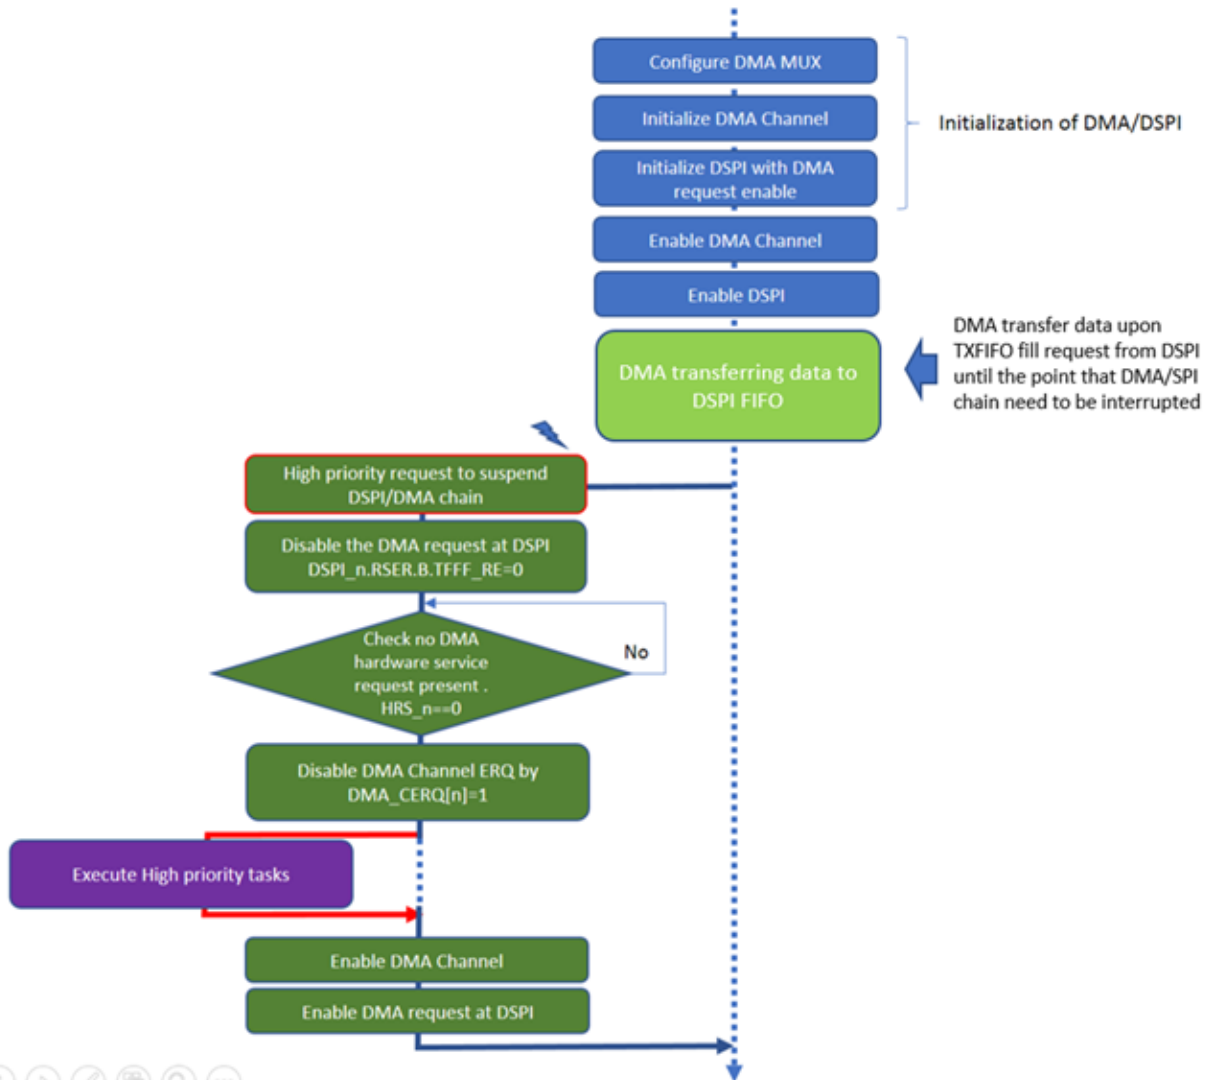 Configure DMA MUX
Initialize DMA Channel
Initialization of DMA/DSPI
Initialize DSPI with DMA
request enable
Enable DMA Channel
Enable DSPI
DMA transferring data to
DSPI FIFO
DMA transfer data upon
TXFIFO fill request from DSPI
until the point that DMA/SPI
chain need to be interrupted
High priority request to suspend
DSPI/DMA chain
Disable the DMA request at DSPI
DSPI_n.RSER.B.TFFF_RE=0
Check no DMA
hardware service
request present .
HRS_n==0
No
Disable DMA Channel ERQ by
DMA_CERQ[n]=1
Execute High priority tasks
Enable DMA Channel
Enable DMA request at DSPI